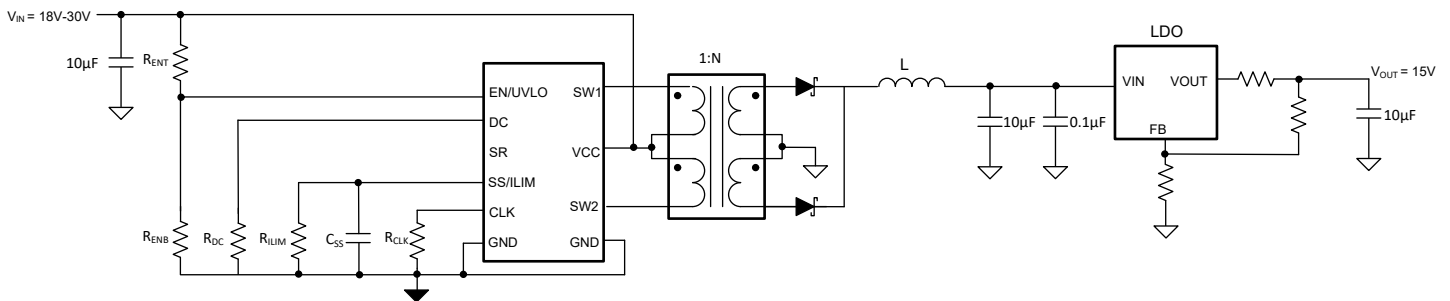 V_IN = 18V-30V
10µF
R_ENT
EN/UVLO
DC
SR
SS/ILIM
CLK
GND
SW1
VCC
SW2
GND
R_ENB
R_DC
R_ILIM
C_SS
R_CLK
1:N
L
10µF
0.1µF
LDO
VIN
VOUT
FB
V_OUT = 15V
10µF